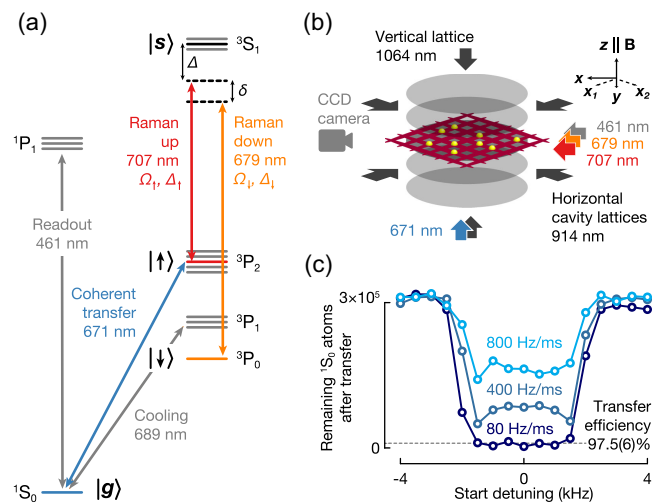 (a)
|s⟩
³S₁
Δ
δ
Raman
up
707 nm
Ω↑, Δ↑
Raman
down
679 nm
Ω↓, Δ↓
¹P₁
Readout
461 nm
|↑⟩
³P₂
Coherent
transfer
671 nm
³P₁
|↓⟩
³P₀
Cooling
689 nm
¹S₀
|g⟩
(b)
Vertical lattice
1064 nm
z || B
x
x₁
y
x₂
CCD
camera
461 nm
679 nm
707 nm
671 nm
Horizontal
cavity lattices
914 nm
(c)
Remaining ¹S₀ atoms
after transfer
3×10⁵
0
800 Hz/ms
400 Hz/ms
80 Hz/ms
Transfer
efficiency
97.5(6)%
-4
0
4
Start detuning (kHz)